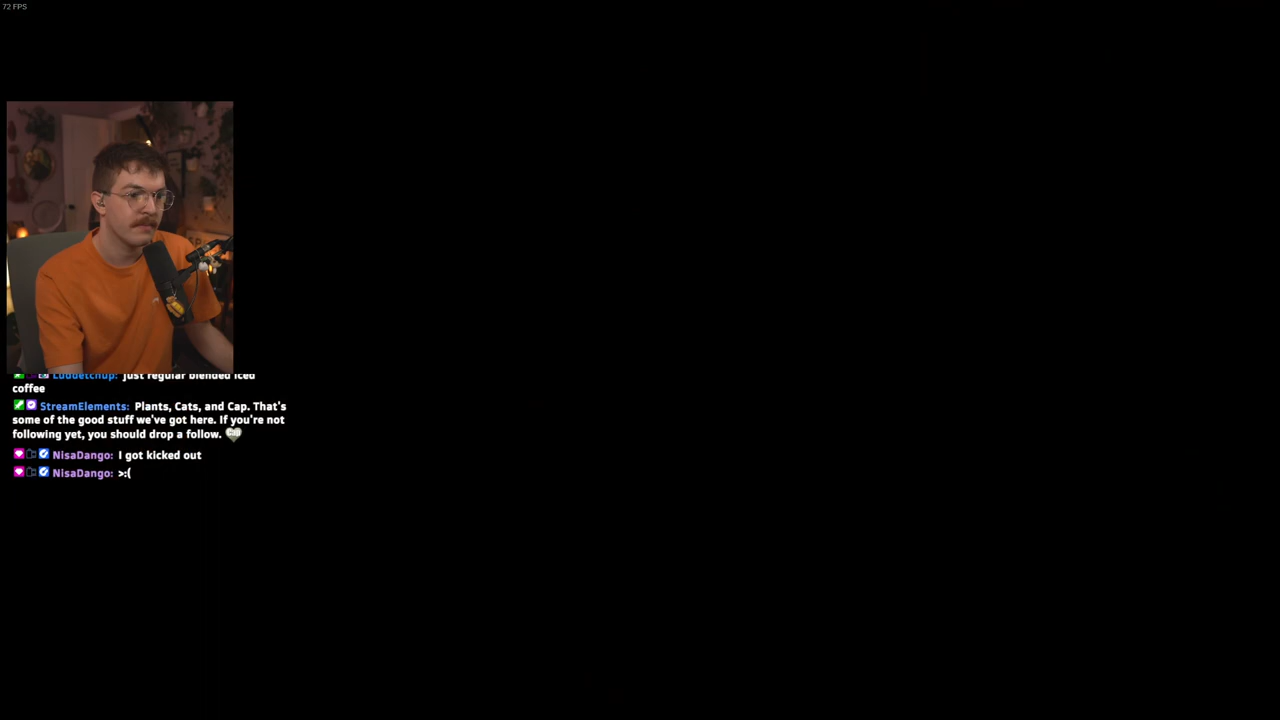 72 FPS
just regular blended iced
coffee
StreamElements: Plants, Cats, and Cap. That's
some of the good stuff we've got here. If you're not
following yet, you should drop a follow.
NisaDango: I got kicked out
NisaDango: >:(